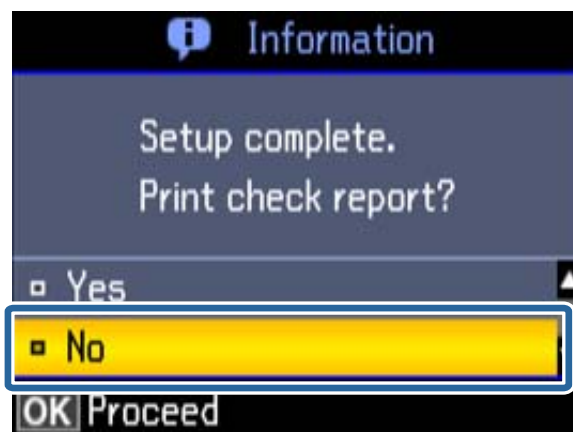 Information
Setup complete.
Print check report?
Yes
No
OK Proceed